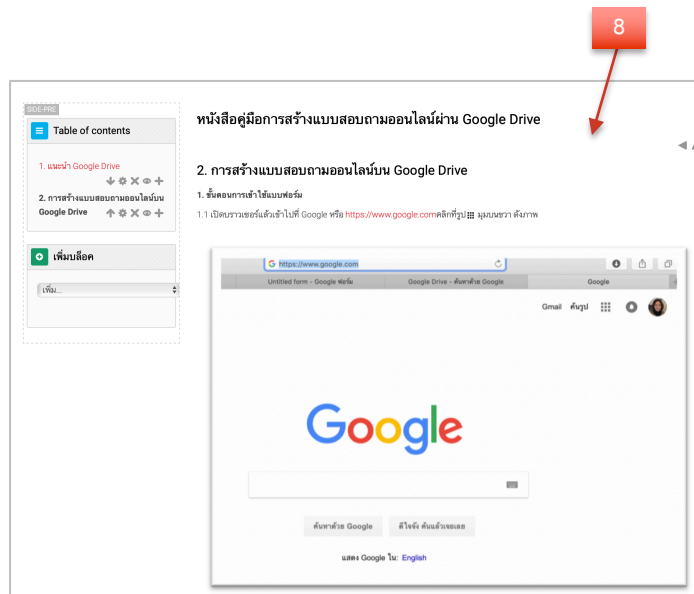 8
SIDE-PRE
Table of contents
1. แนะนำ Google Drive
2. การสร้างแบบสอบถามออนไลน์บน
Google Drive
เพิ่มบล็อค
เพิ่ม...
หนังสือคู่มือการสร้างแบบสอบถามออนไลน์ผ่าน Google Drive
2. การสร้างแบบสอบถามออนไลน์บน Google Drive
1. ขั้นตอนการเข้าใช้แบบฟอร์ม
1.1 เปิดบราวเซอร์แล้วเข้าไปที่ Google หรือ https://www.google.comคลิกที่รูป มุมบนขวา ดังภาพ
https://www.google.com
Untitled form - Google ฟอร์ม
Google Drive - ค้นหาด้วย Google
Google
Gmail ค้นรูป
Google
ค้นหาด้วย Google
ดีใจจัง ค้นแล้วเจอเลย
แสดง Google ใน: English